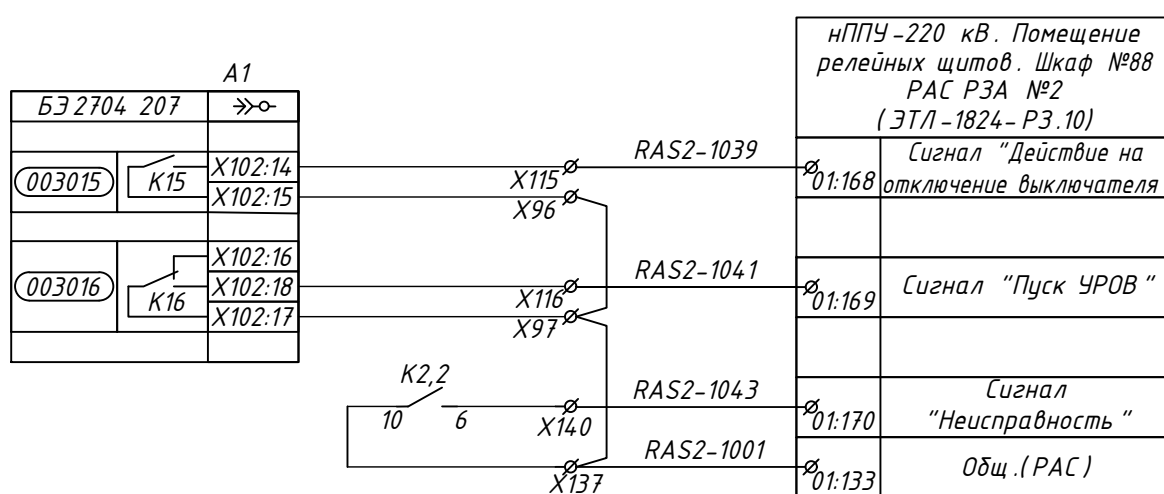 А1
БЭ2704 207
003015
К15
X102:14
X102:15
003016
К16
X102:16
X102:18
X102:17
X115
X96
X116
X97
К2,2
10
6
X140
X137
RAS2-1039
RAS2-1041
RAS2-1043
RAS2-1001
нППУ-220 кВ. Помещение
релейных щитов. Шкаф №88
РАС РЗА №2
(ЭТЛ-1824-РЗ.10)
01:168
Сигнал "Действие на
отключение выключателя
01:169
Сигнал "Пуск УРОВ"
01:170
Сигнал
"Неисправность"
01:133
Общ.(РАС)